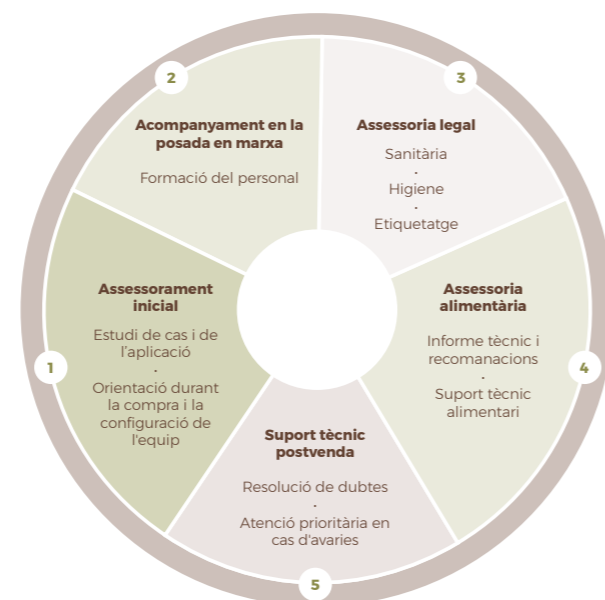 1
Assessorament
inicial
Estudi de cas i de
l'aplicació
·
Orientació durant
la compra i la
configuració de
l'equip
2
Acompanyament en la
posada en marxa
Formació del personal
3
Assessoria legal
Sanitària
·
Higiene
·
Etiquetatge
4
Assessoria
alimentària
Informe tècnic i
recomanacions
·
Suport tècnic
alimentari
5
Suport tècnic
postvenda
Resolució de dubtes
·
Atenció prioritària en
cas d'avaries